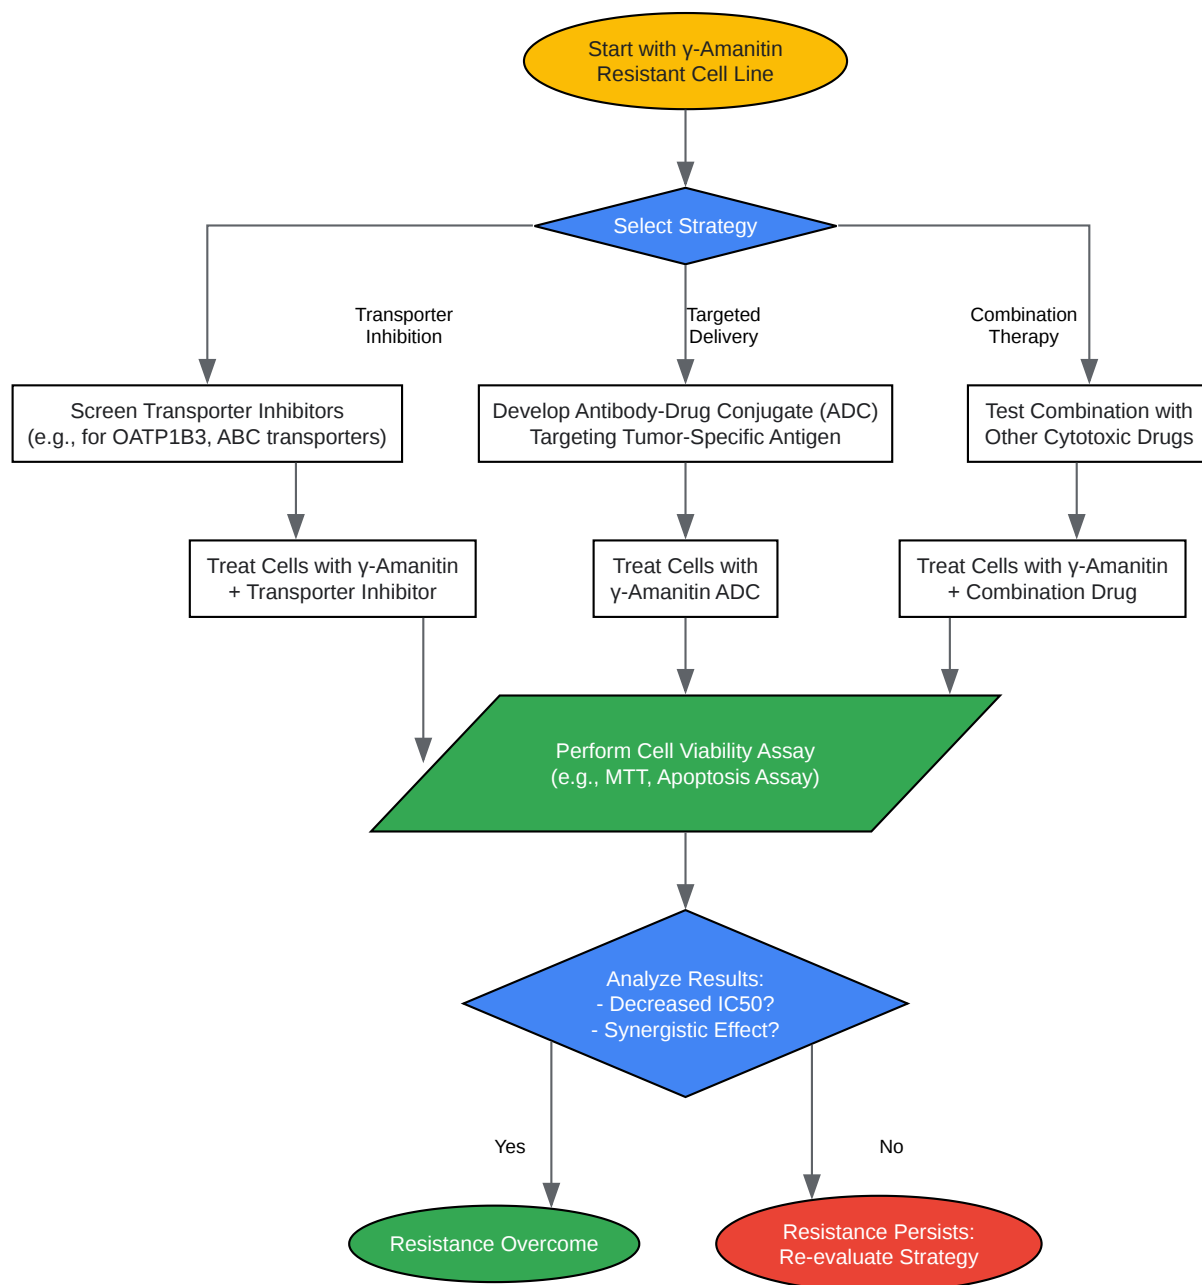 Start with γ-Amanitin
Resistant Cell Line
Select Strategy
Transporter
Inhibition
Targeted
Delivery
Combination
Therapy
Screen Transporter Inhibitors
(e.g., for OATP1B3, ABC transporters)
Develop Antibody-Drug Conjugate (ADC)
Targeting Tumor-Specific Antigen
Test Combination with
Other Cytotoxic Drugs
Treat Cells with γ-Amanitin
+ Transporter Inhibitor
Treat Cells with
γ-Amanitin ADC
Treat Cells with γ-Amanitin
+ Combination Drug
Perform Cell Viability Assay
(e.g., MTT, Apoptosis Assay)
Analyze Results:
- Decreased IC50?
- Synergistic Effect?
Yes
No
Resistance Overcome
Resistance Persists:
Re-evaluate Strategy